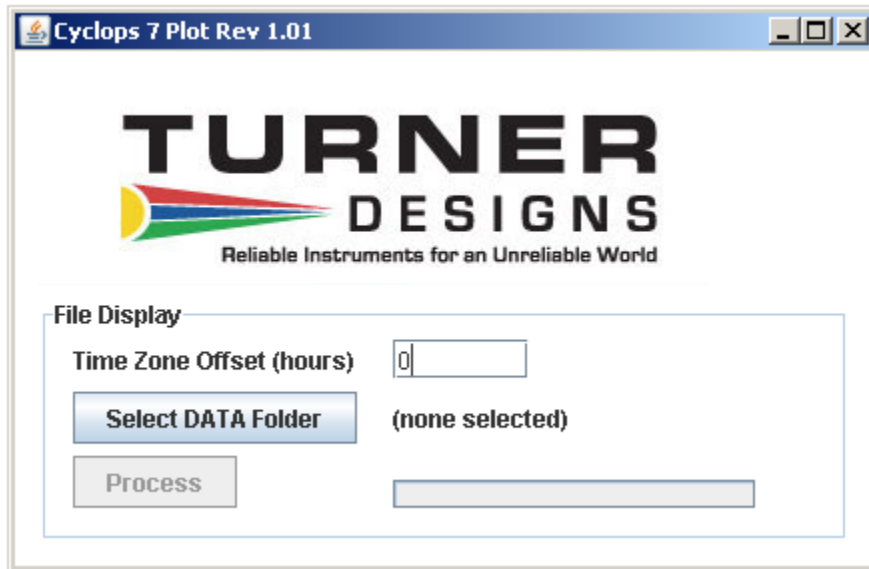 Cyclops 7 Plot Rev 1.01
TURNER
DESIGNS
Reliable Instruments for an Unreliable World
File Display
Time Zone Offset (hours) 0
Select DATA Folder (none selected)
Process